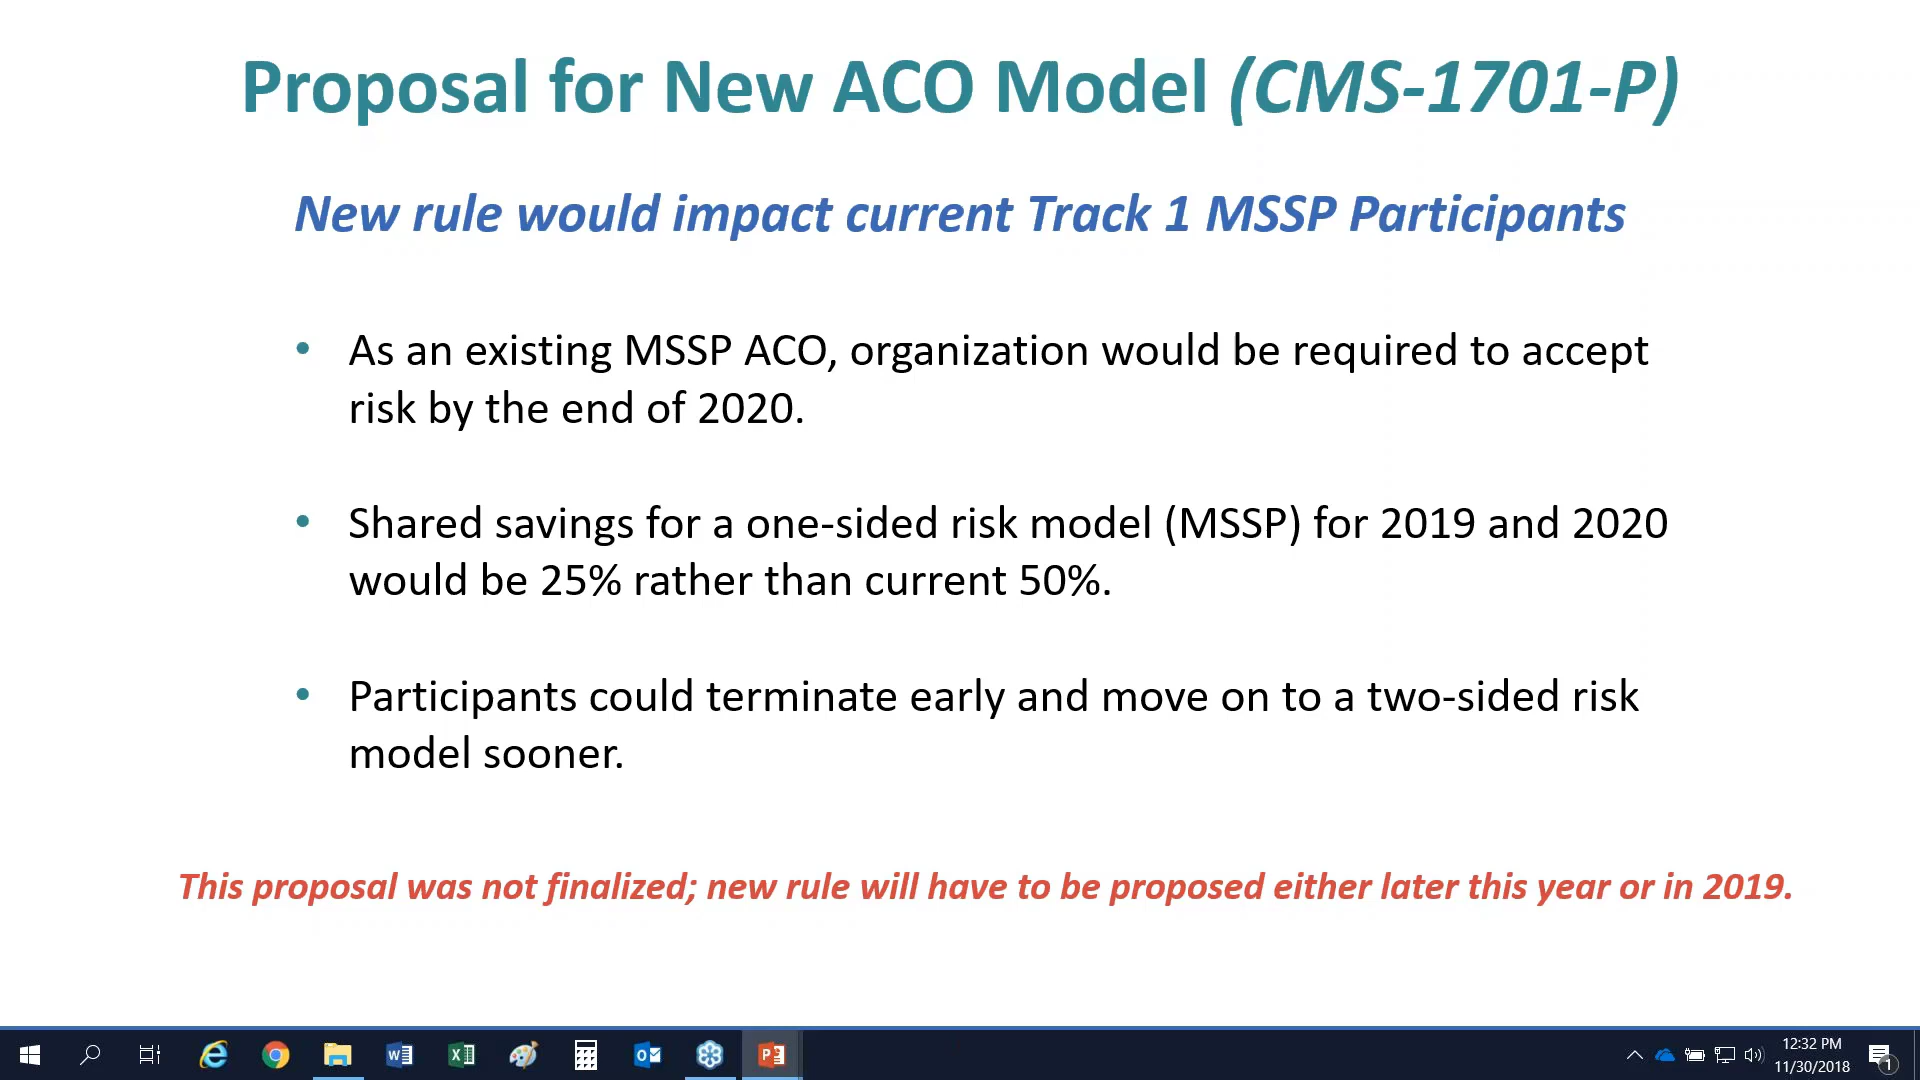 Proposal for New ACO Model (CMS-1701-P)
New rule would impact current Track 1 MSSP Participants
• As an existing MSSP ACO, organization would be required to accept
risk by the end of 2020.
• Shared savings for a one-sided risk model (MSSP) for 2019 and 2020
would be 25% rather than current 50%.
• Participants could terminate early and move on to a two-sided risk
model sooner.
This proposal was not finalized; new rule will have to be proposed either later this year or in 2019.
12:32 PM
11/30/2018
1